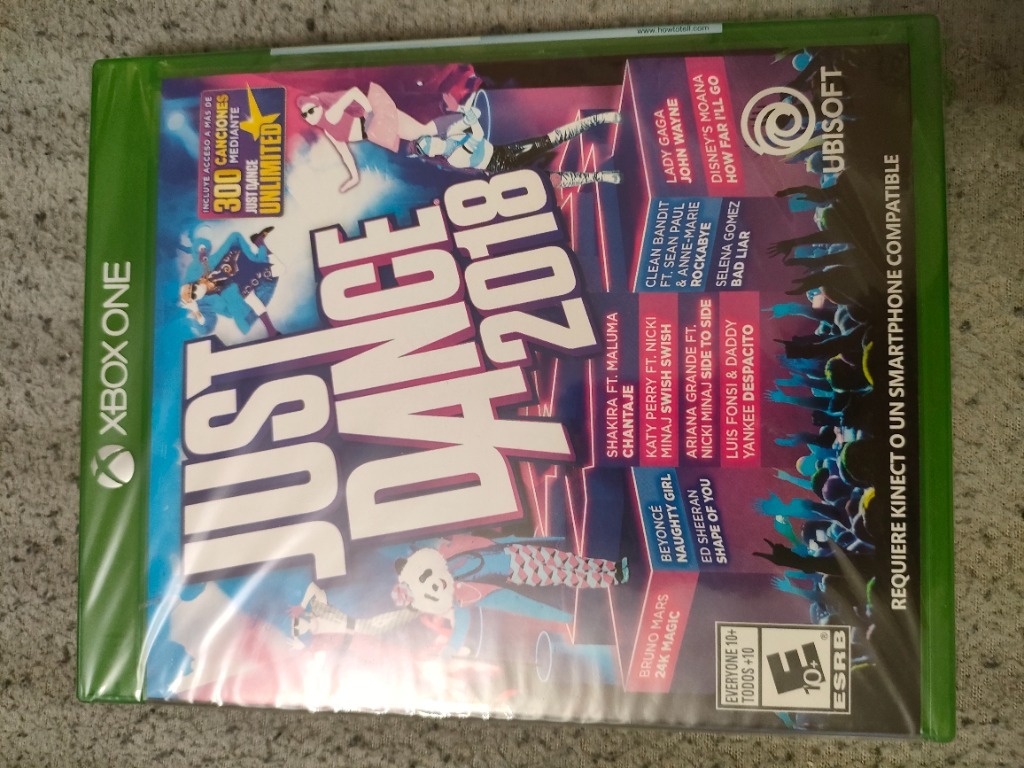 www.howtotell.com
XBOX ONE
INCLUYE ACCESO A MÁS DE
300 CANCIONES
MEDIANTE
JUST DANCE
UNLIMITED
JUST
DANCE
2018
BRUNO MARS
24K MAGIC
BEYONCÉ
NAUGHTY GIRL
ED SHEERAN
SHAPE OF YOU
SHAKIRA FT. MALUMA
CHANTAJE
KATY PERRY FT. NICKI
MINAJ SWISH SWISH
ARIANA GRANDE FT.
NICKI MINAJ SIDE TO SIDE
LUIS FONSI & DADDY
YANKEE DESPACITO
CLEAN BANDIT
FT. SEAN PAUL
& ANNE-MARIE
ROCKABYE
SELENA GOMEZ
BAD LIAR
LADY GAGA
JOHN WAYNE
DISNEY'S MOANA
HOW FAR I'LL GO
EVERYONE 10+
TODOS +10
E
10+
ESRB
UBISOFT
REQUIERE KINECT O UN SMARTPHONE COMPATIBLE